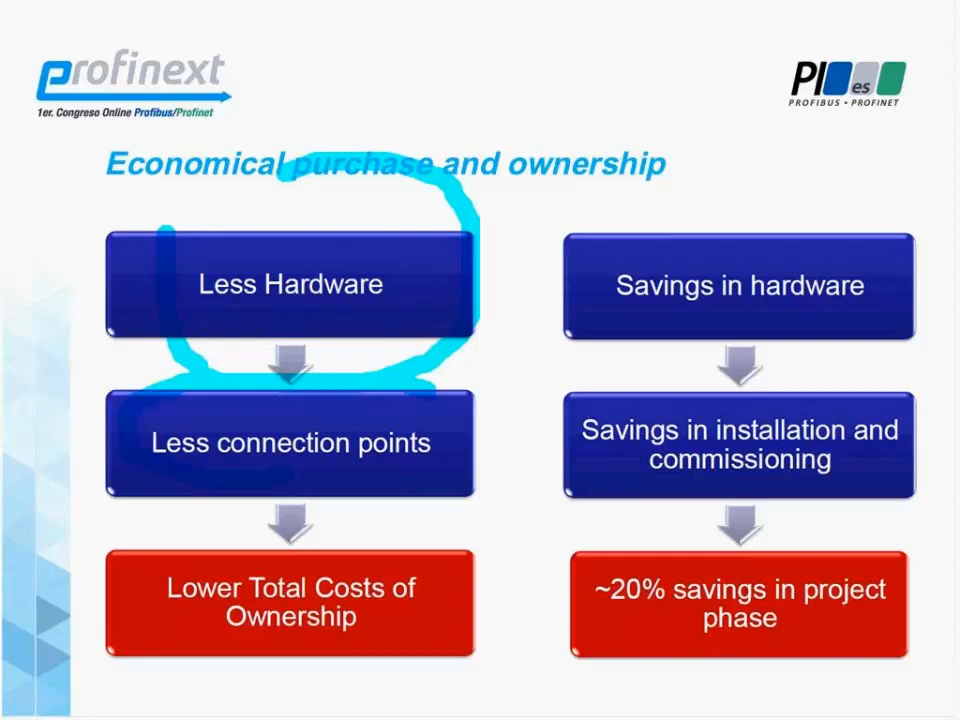 Profinext
1er. Congreso Online Profibus/Profinet
PI es
PROFIBUS • PROFINET
Economical purchase and ownership
Less Hardware
Less connection points
Lower Total Costs of
Ownership
Savings in hardware
Savings in installation and
commissioning
~20% savings in project
phase